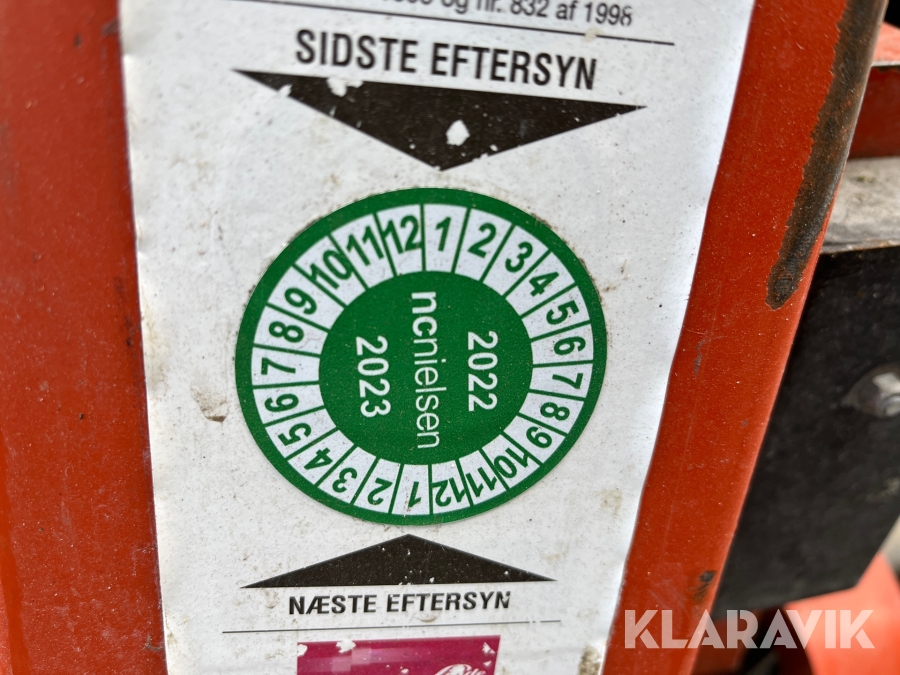 og nr. 832 af 1998
SIDSTE EFTERSYN
1 2 3 4 5 6 7 8 9 10 11 12
2022
ncnielsen
2023
1 2 3 4 5 6 7 8 9 10 11 12
NÆSTE EFTERSYN
KLARAVIK